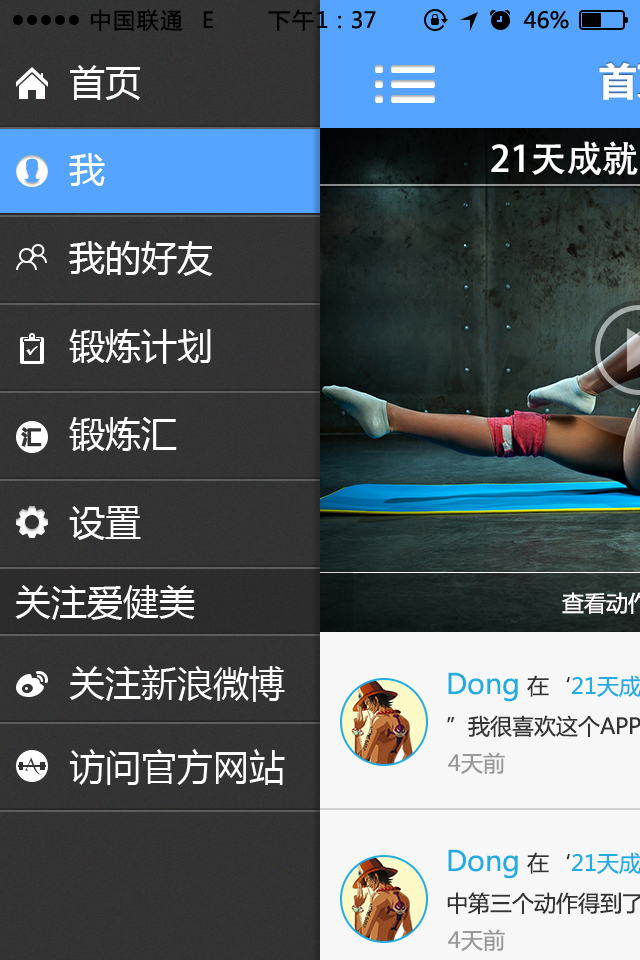 中国联通 E 下午1：37 46%
首页
我
我的好友
锻炼计划
汇 锻炼汇
设置
关注爱健美
关注新浪微博
访问官方网站
首
21天成就
查看动作
Dong 在‘21天成
”我很喜欢这个APP
4天前
Dong 在‘21天成
中第三个动作得到了
4天前